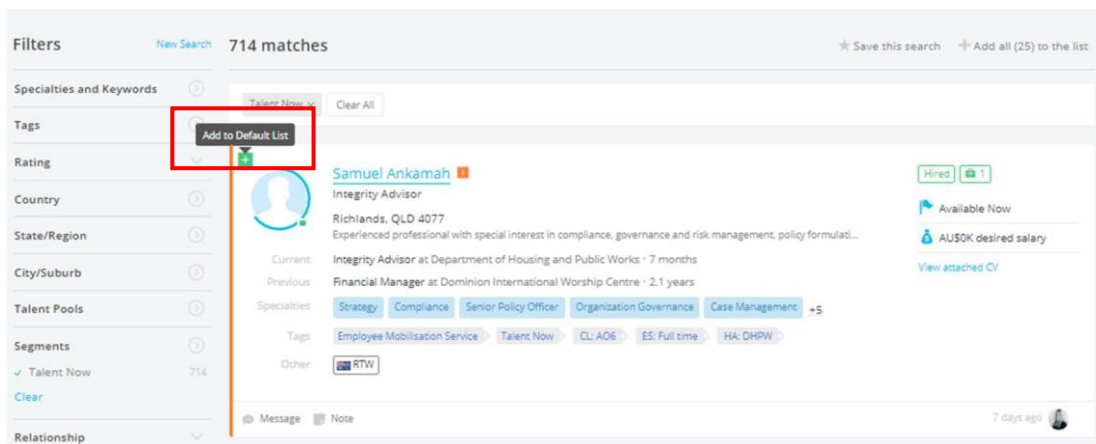 Filters
New Search
714 matches
Save this search
Add all (25) to the list
Specialties and Keywords
Tags
Rating
Country
State/Region
City/Suburb
Talent Pools
Segments
Talent Now 714
Clear
Relationship
Talent Now
Clear All
Add to Default List
Samuel Ankamah
Integrity Advisor
Richlands, QLD 4077
Experienced professional with special interest in compliance, governance and risk management, policy formulati...
Current Integrity Advisor at Department of Housing and Public Works · 7 months
Previous Financial Manager at Dominion International Worship Centre · 2.1 years
Specialties Strategy Compliance Senior Policy Officer Organization Governance Case Management +5
Tags Employee Mobilisation Service Talent Now CL: AO6 ES: Full time HA: DHPW
Other RTW
Hired 1
Available Now
AU$0K desired salary
View attached CV
Message Note
7 days ago